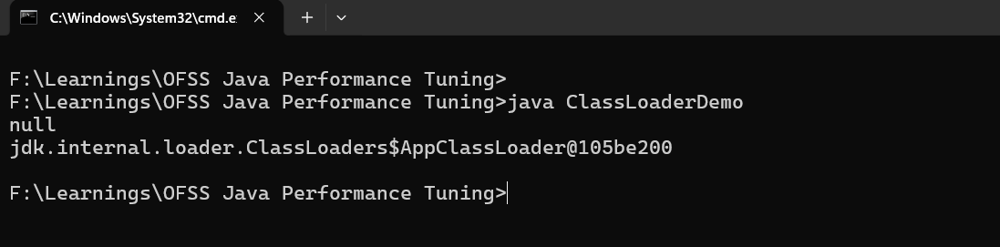 C:\Windows\System32\cmd.e
F:\Learnings\OFSS Java Performance Tuning>
F:\Learnings\OFSS Java Performance Tuning>java ClassLoaderDemo
null
jdk.internal.loader.ClassLoaders$AppClassLoader@105be200
F:\Learnings\OFSS Java Performance Tuning>